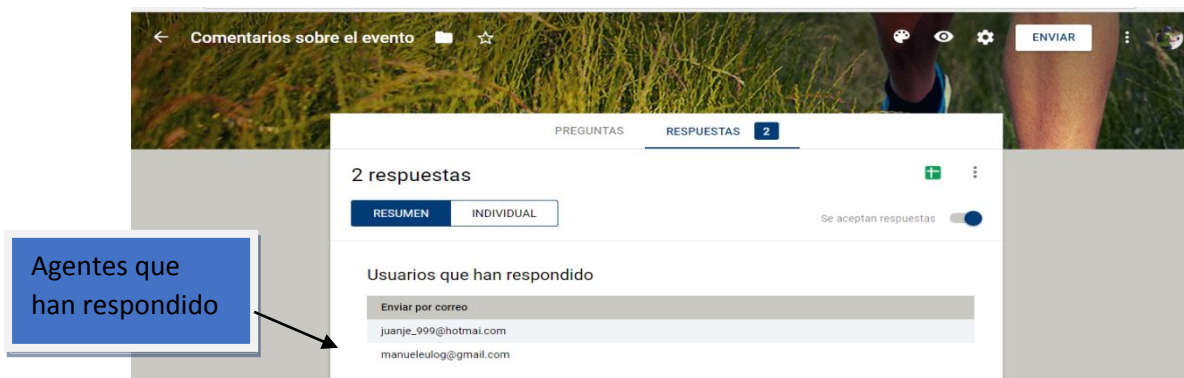 Comentarios sobre el evento
ENVIAR
PREGUNTAS RESPUESTAS 2
2 respuestas
RESUMEN INDIVIDUAL
Se aceptan respuestas
Agentes que
han respondido
Usuarios que han respondido
Enviar por correo
juanje_999@hotmai.com
manueleulog@gmail.com